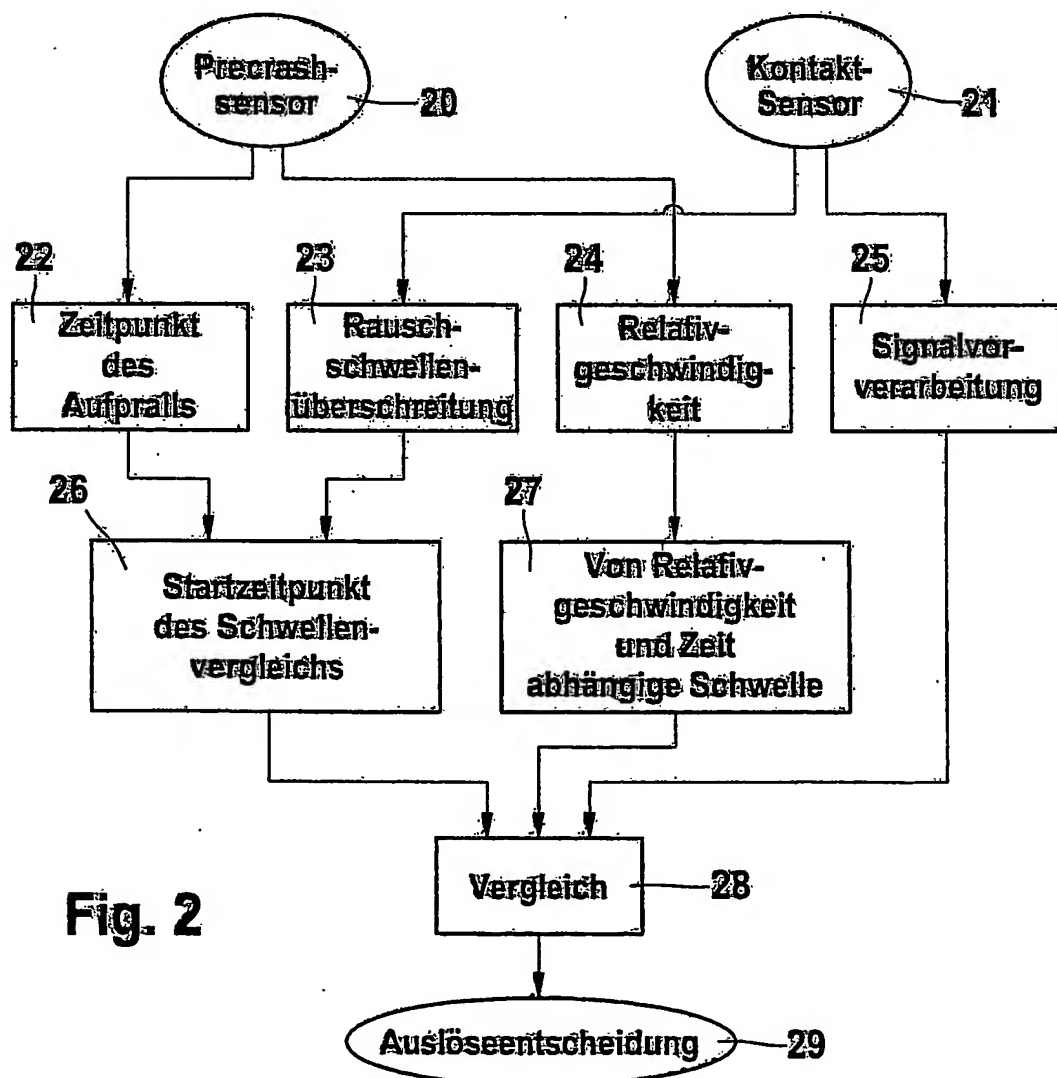 Precrash-
sensor
20
Kontakt-
Sensor
21
22
Zeitpunkt
des
Aufpralls
23
Rausch-
schwellen-
überschreitung
24
Relativ-
geschwindig-
keit
25
Signalvor-
verarbeitung
26
Startzeitpunkt
des Schwellen-
vergleichs
27
Von Relativ-
geschwindigkeit
und Zeit
abhängige Schwelle
Vergleich
28
Fig. 2
Auslöseentscheidung
29